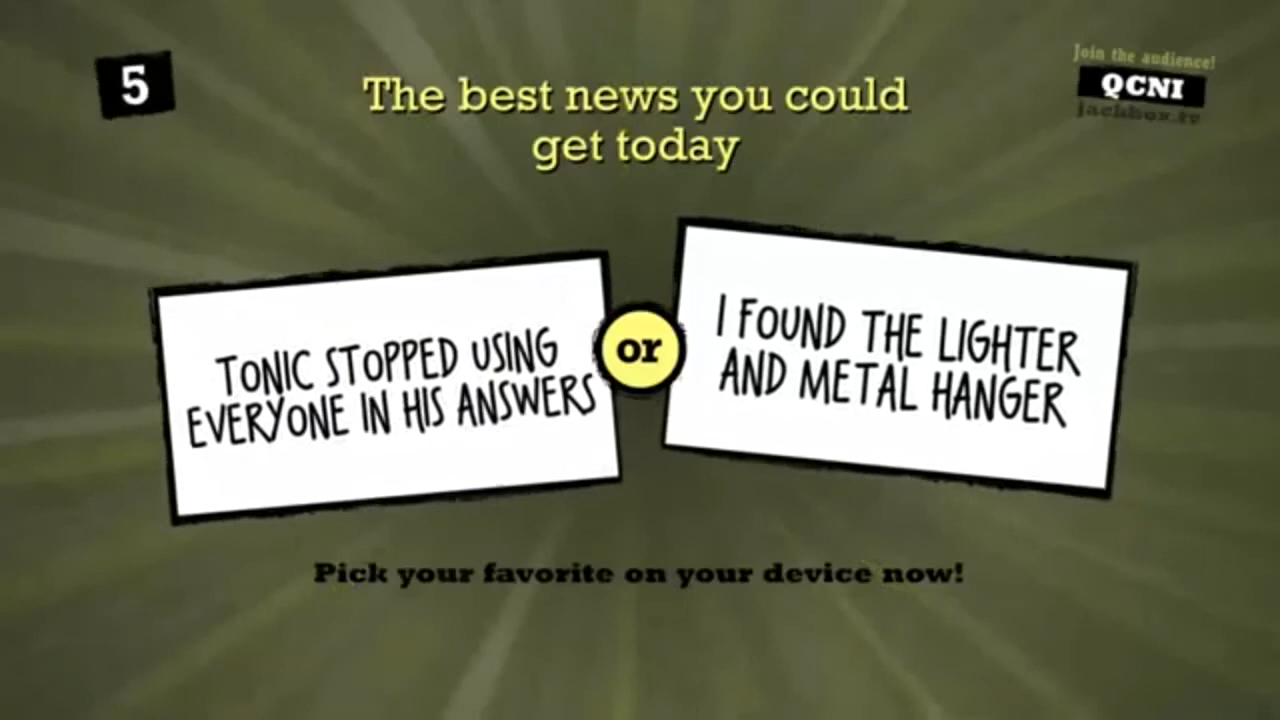 5
The best news you could
get today
Join the audience!
QCNI
jackbox.tv
TONIC STOPPED USING
EVERYONE IN HIS ANSWERS
or
I FOUND THE LIGHTER
AND METAL HANGER
Pick your favorite on your device now!